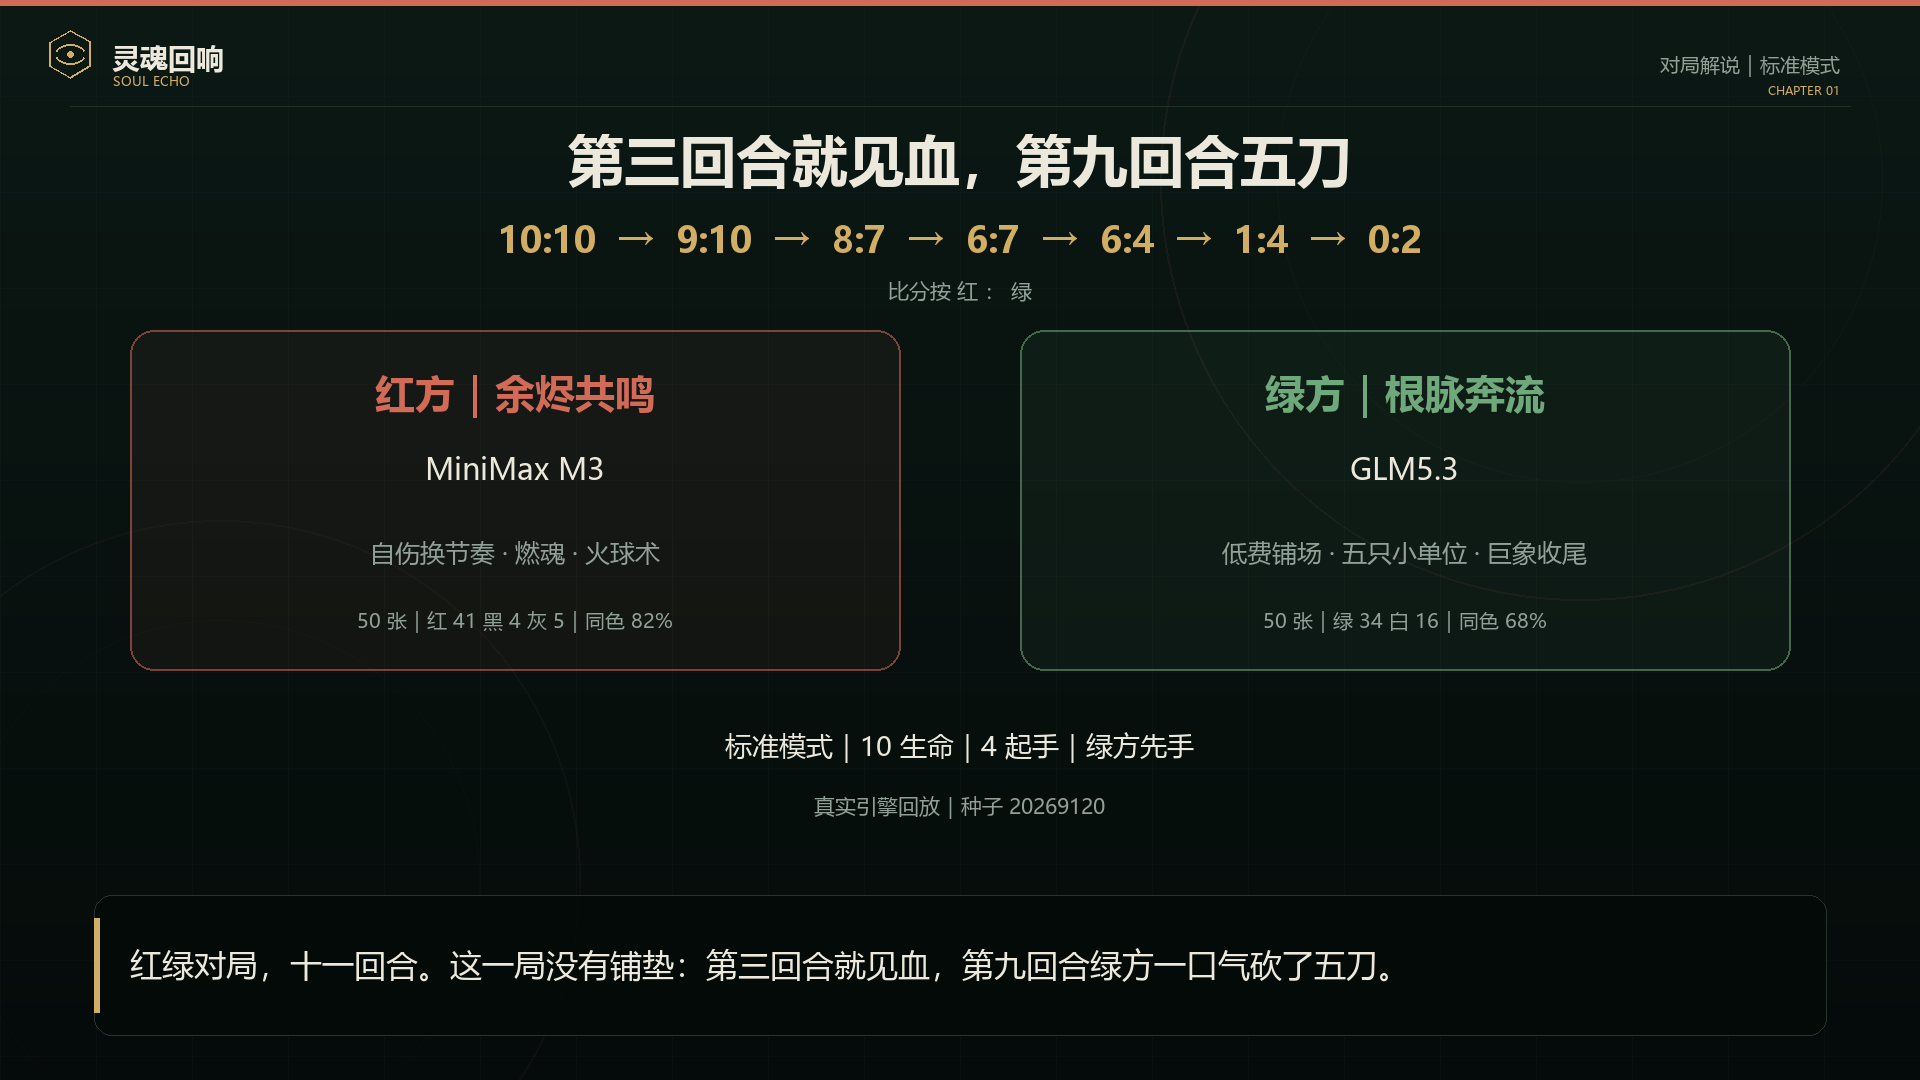 灵魂回响
SOUL ECHO
对局解说｜标准模式
CHAPTER 01
第三回合就见血，第九回合五刀
10:10 → 9:10 → 8:7 → 6:7 → 6:4 → 1:4 → 0:2
比分按 红： 绿
红方｜余烬共鸣
MiniMax M3
自伤换节奏 · 燃魂 · 火球术
50 张｜红 41 黑 4 灰 5｜同色 82%
绿方｜根脉奔流
GLM5.3
低费铺场 · 五只小单位 · 巨象收尾
50 张｜绿 34 白 16｜同色 68%
标准模式｜10 生命｜4 起手｜绿方先手
真实引擎回放｜种子 20269120
红绿对局，十一回合。这一局没有铺垫：第三回合就见血，第九回合绿方一口气砍了五刀。